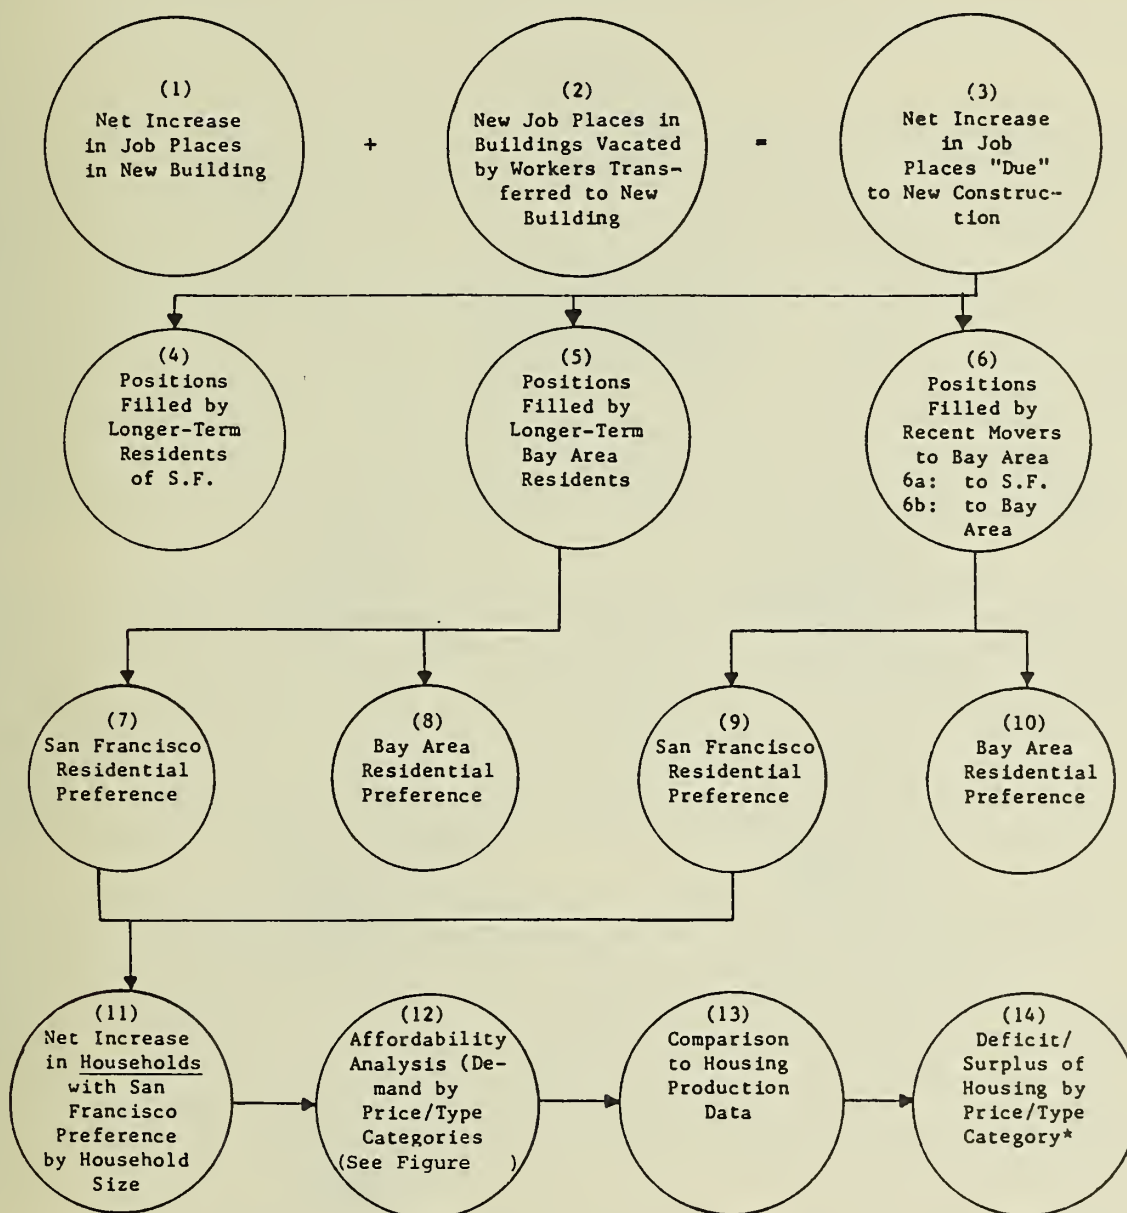 (1)
Net Increase
in Job Places
in New Building
+
(2)
New Job Places in
Buildings Vacated
by Workers Trans-
ferred to New
Building
=
(3)
Net Increase
in Job
Places "Due"
to New Construc-
tion
(4)
Positions
Filled by
Longer-Term
Residents
of S.F.
(5)
Positions
Filled by
Longer-Term
Bay Area
Residents
(6)
Positions
Filled by
Recent Movers
to Bay Area
6a: to S.F.
6b: to Bay
Area
(7)
San Francisco
Residential
Preference
(8)
Bay Area
Residential
Preference
(9)
San Francisco
Residential
Preference
(10)
Bay Area
Residential
Preference
(11)
Net Increase
in Households
with San
Francisco
Preference
by Household
Size
(12)
Affordability
Analysis (De-
mand by
Price/Type
Categories
(See Figure )
(13)
Comparison
to Housing
Production
Data
(14)
Deficit/
Surplus of
Housing by
Price/Type
Category*